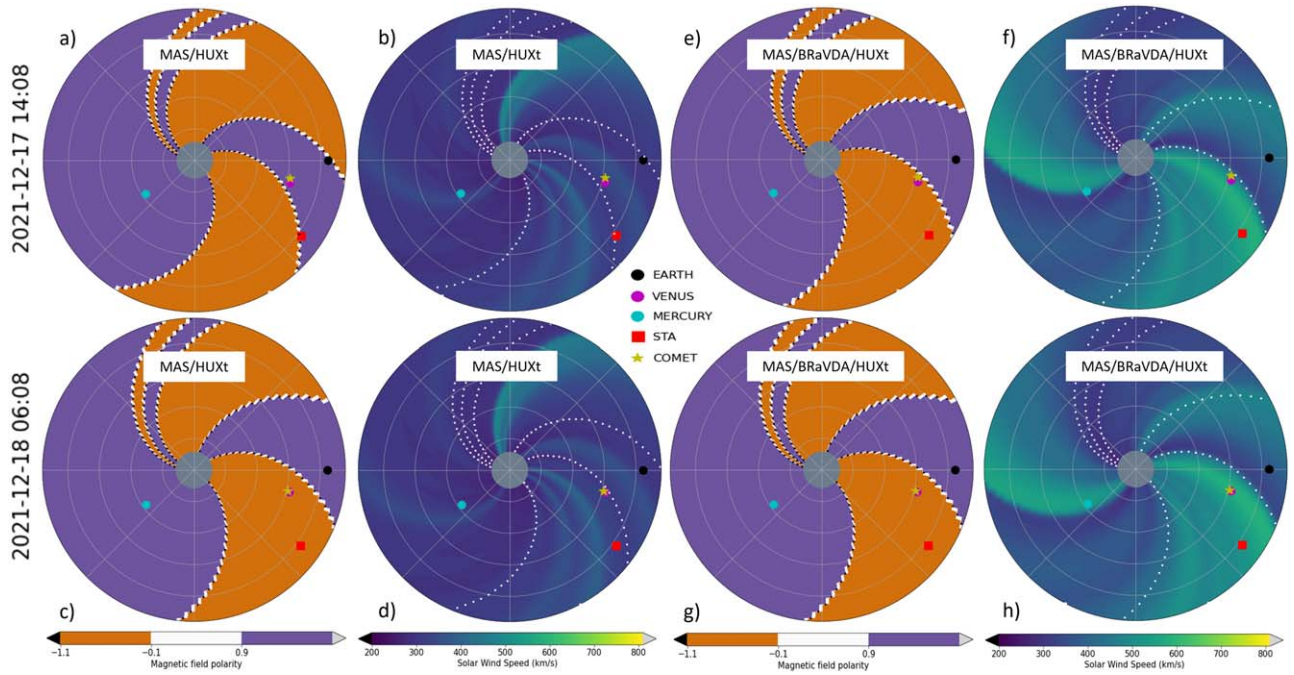 a)
MAS/HUXt
b)
MAS/HUXt
e)
MAS/BRaVDA/HUXt
f)
MAS/BRaVDA/HUXt
2021-12-17 14:08
EARTH
VENUS
MERCURY
STA
COMET
2021-12-18 06:08
MAS/HUXt
MAS/HUXt
MAS/BRaVDA/HUXt
MAS/BRaVDA/HUXt
c)
d)
g)
h)
−1.1 −0.1 0.9
Magnetic field polarity
200 300 400 500 600 700 800
Solar Wind Speed (km/s)
−1.1 −0.1 0.9
Magnetic field polarity
200 300 400 500 600 700 800
Solar Wind Speed (km/s)